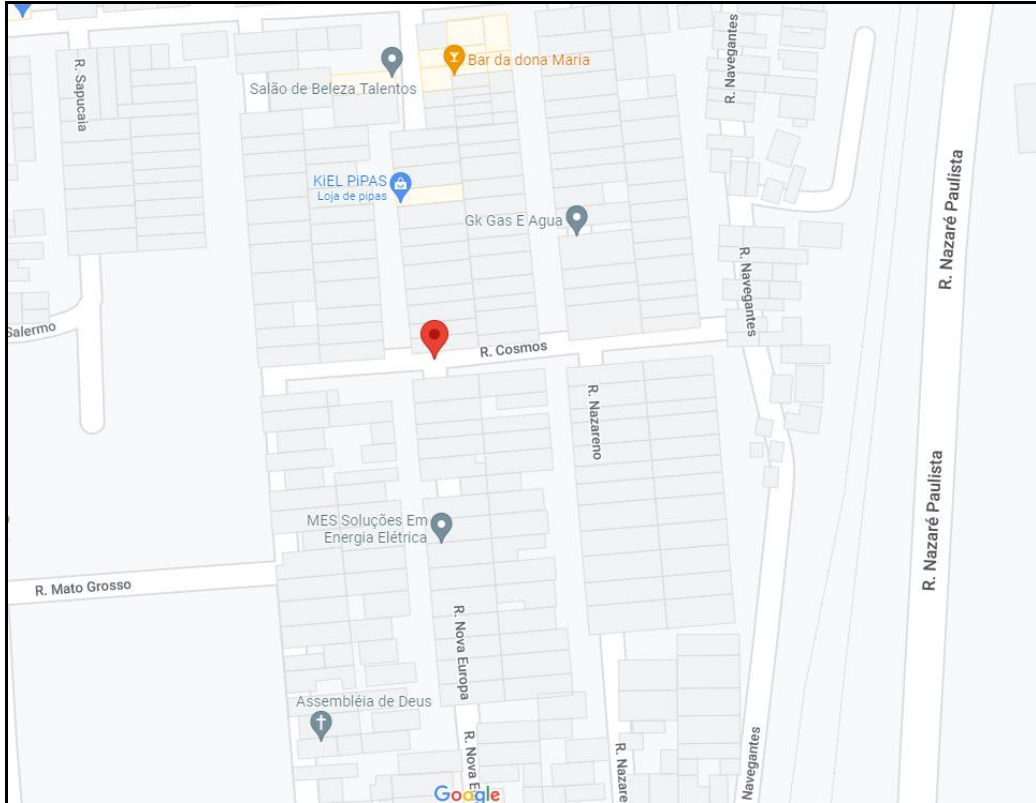 R. Sapucaia
Salão de Beleza Talentos
Bar da dona Maria
R. Navegantes
R. Nazaré Paulista
KiEL PiPAS
Loja de pipas
Gk Gas E Agua
R. Navegantes
Salermo
R. Cosmos
R. Nazareno
R. Nazaré Paulista
MES Soluções Em
Energia Elétrica
R. Mato Grosso
R. Nova Europa
Assembléia de Deus
R. Nova E
R. Nazare
Navegantes
Google